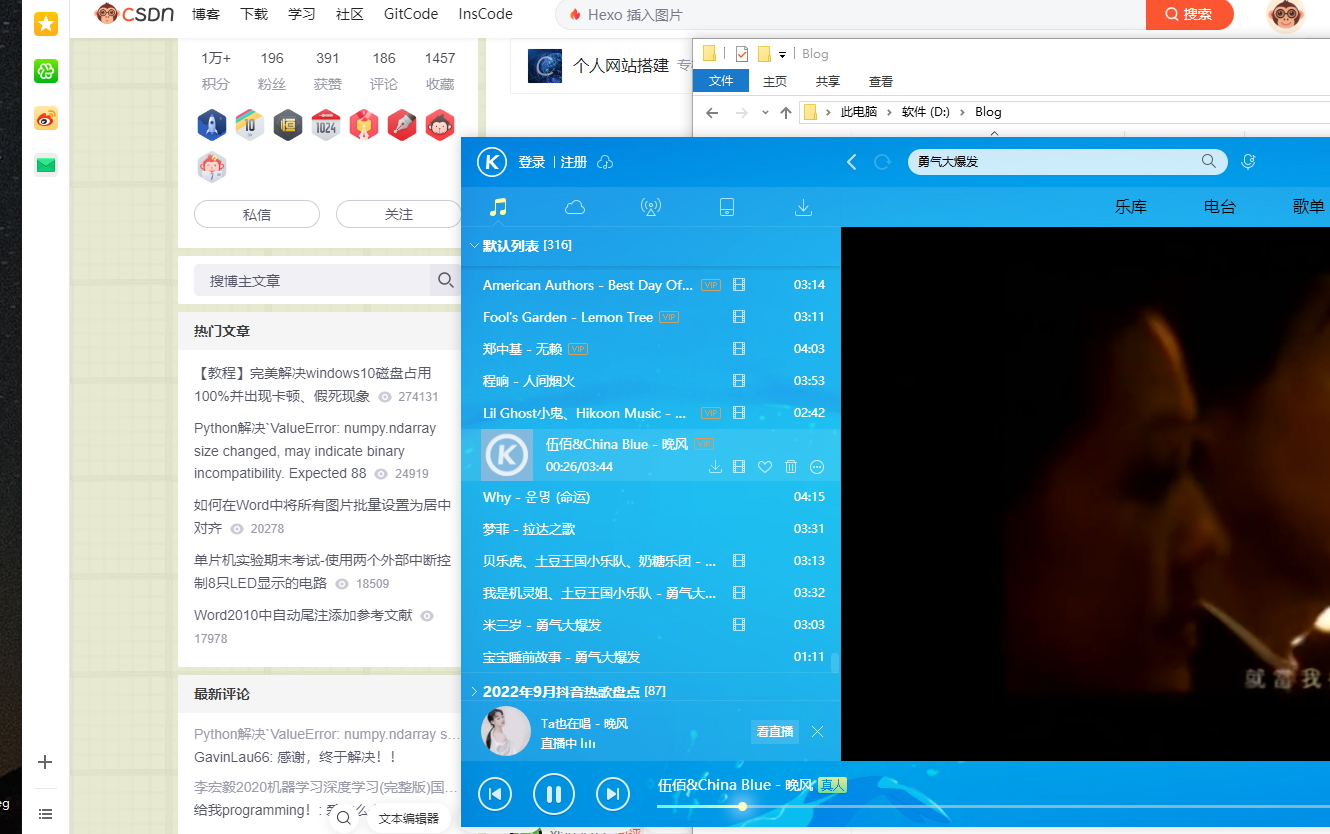 CSDN 博客 下载 学习 社区 GitCode InsCode Hexo 插入图片 搜索
1万+ 196 391 186 1457
积分 粉丝 获赞 评论 收藏
10 1024
私信 关注
搜博主文章
热门文章
【教程】完美解决windows10磁盘占用
100%并出现卡顿、假死现象 274131
Python解决`ValueError: numpy.ndarray
size changed, may indicate binary
incompatibility. Expected 88 24919
如何在Word中将所有图片批量设置为居中
对齐 20278
单片机实验期末考试-使用两个外部中断控
制8只LED显示的电路 18509
Word2010中自动尾注添加参考文献
17978
最新评论
Python解决`ValueError: numpy.ndarray s...
GavinLau66: 感谢，终于解决！！
李宏毅2020机器学习深度学习(完整版)国...
给我programming！:
文本编辑器
eg
个人网站搭建
Blog
文件 主页 共享 查看
此电脑 软件 (D:) Blog
K 登录 注册 勇气大爆发
乐库 电台 歌单
默认列表 [316]
American Authors - Best Day Of... VIP 03:14
Fool's Garden - Lemon Tree VIP 03:11
郑中基 - 无赖 VIP 04:03
程响 - 人间烟火 03:53
Lil Ghost小鬼、Hikoon Music - ... VIP 02:42
K 伍佰&China Blue - 晚风 VIP
00:26/03:44
Why - 운명 (命运) 04:15
梦菲 - 拉达之歌 03:31
贝乐虎、土豆王国小乐队、奶糖乐团 - ... 03:13
我是机灵姐、土豆王国小乐队 - 勇气大... 03:32
米三岁 - 勇气大爆发 03:03
宝宝睡前故事 - 勇气大爆发 01:11
2022年9月抖音热歌盘点 [87]
Ta也在唱 - 晚风
直播中
看直播
伍佰&China Blue - 晚风 真人
就当我